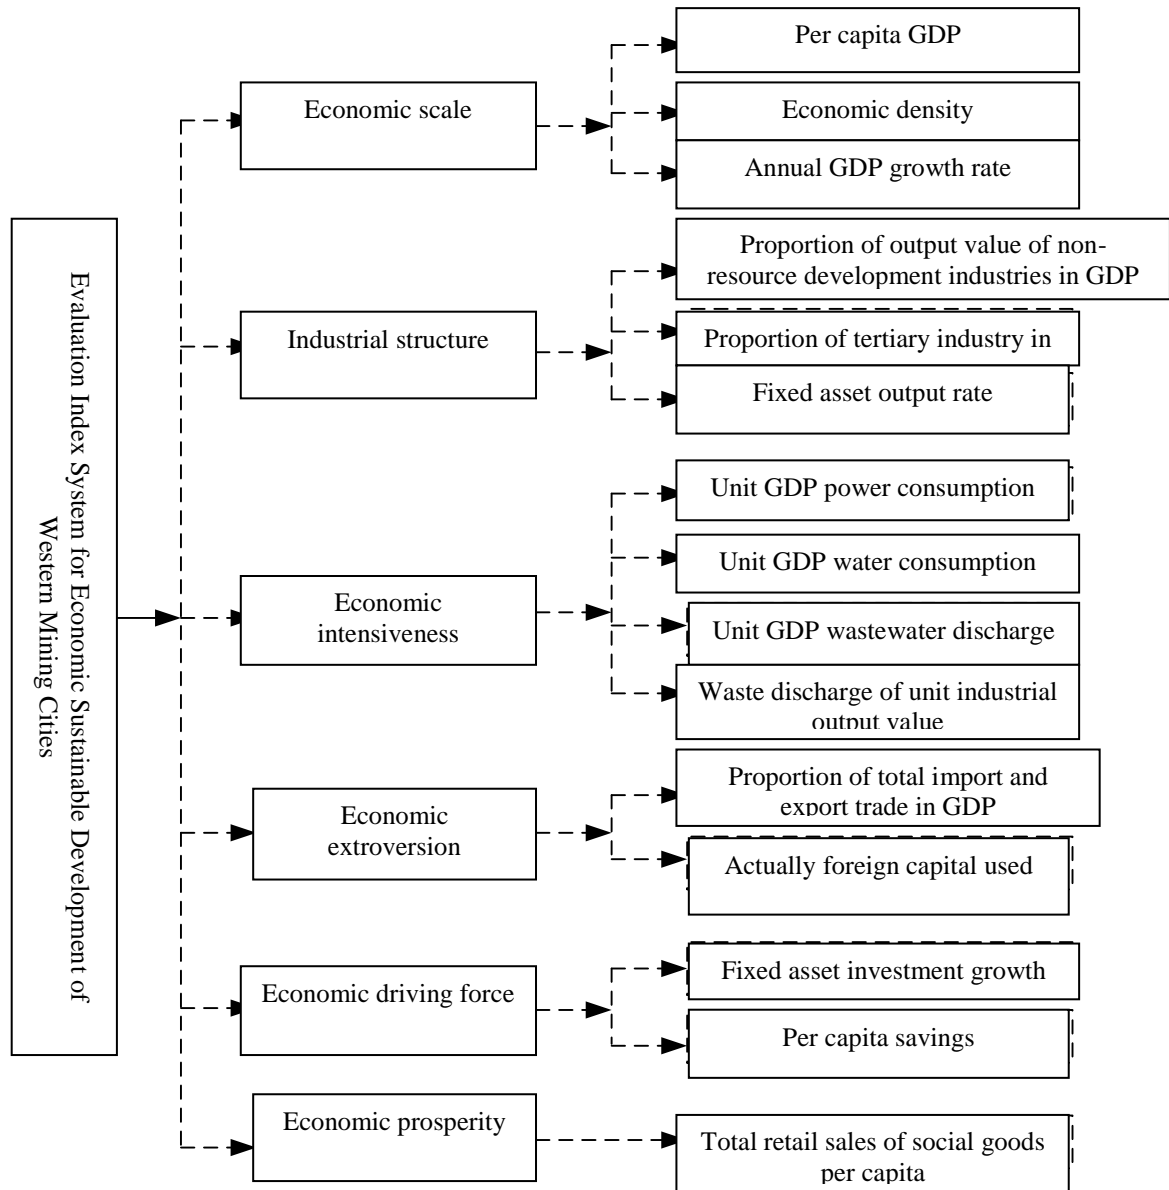 Evaluation Index System for Economic Sustainable Development of
Western Mining Cities
Economic scale
Per capita GDP
Economic density
Annual GDP growth rate
Industrial structure
Proportion of output value of non-
resource development industries in GDP
Proportion of tertiary industry in
Fixed asset output rate
Economic
intensiveness
Unit GDP power consumption
Unit GDP water consumption
Unit GDP wastewater discharge
Waste discharge of unit industrial
output value
Economic
extroversion
Proportion of total import and
export trade in GDP
Actually foreign capital used
Economic driving force
Fixed asset investment growth
Per capita savings
Economic prosperity
Total retail sales of social goods
per capita